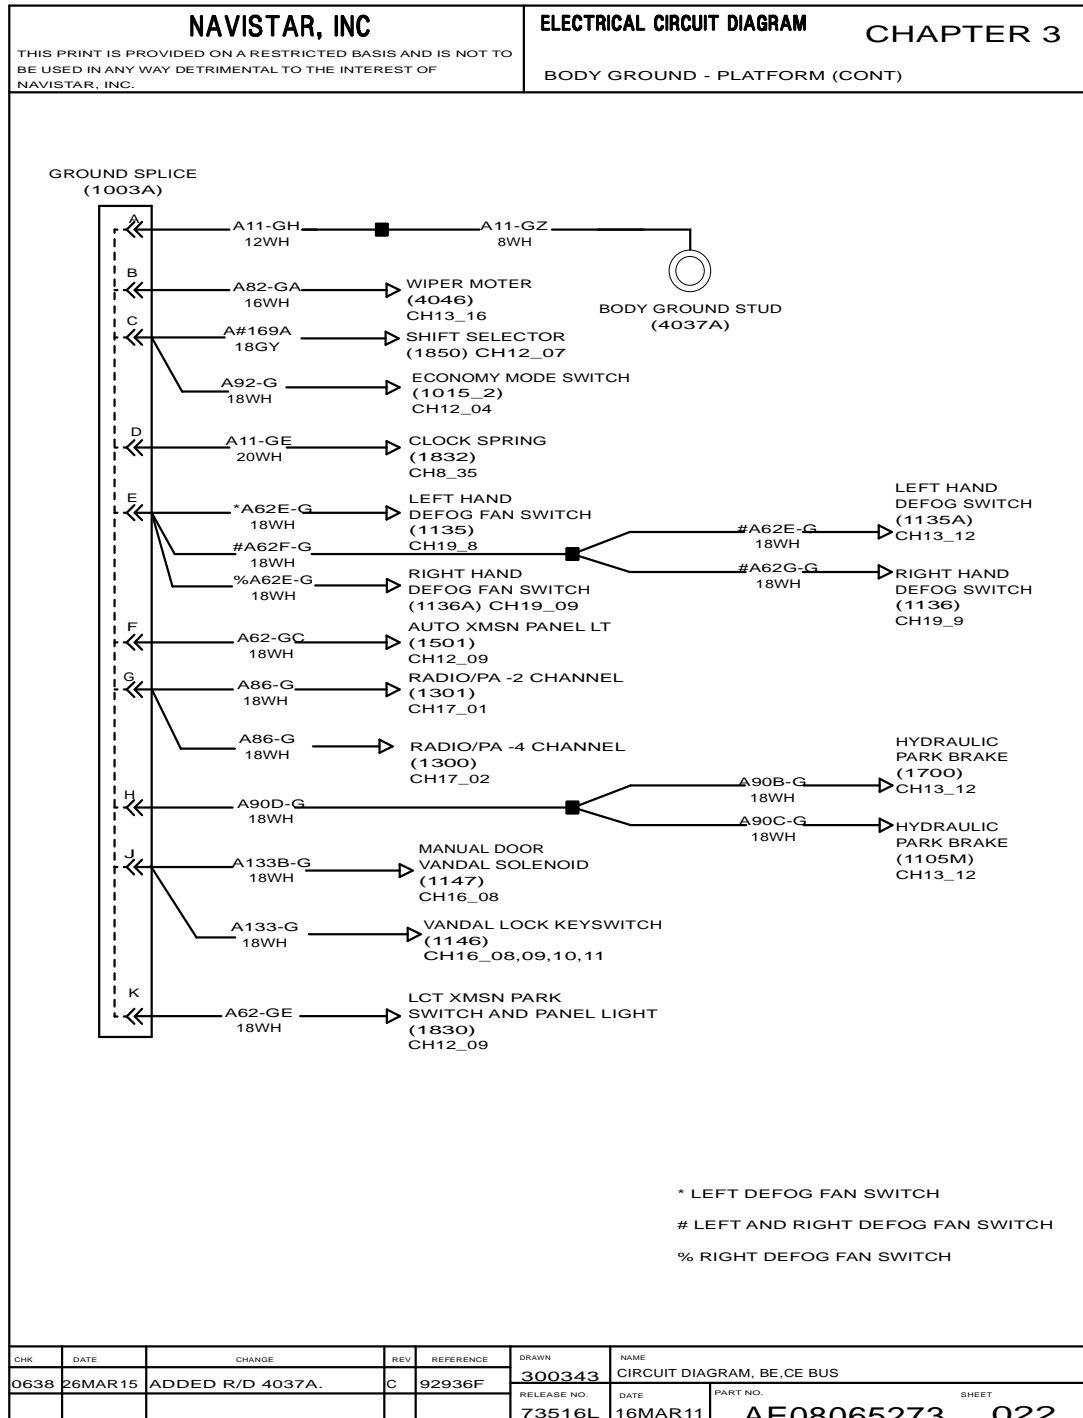 NAVISTAR, INC
THIS PRINT IS PROVIDED ON A RESTRICTED BASIS AND IS NOT TO
BE USED IN ANY WAY DETRIMENTAL TO THE INTEREST OF
NAVISTAR, INC.
ELECTRICAL CIRCUIT DIAGRAM
CHAPTER 3
BODY GROUND - PLATFORM (CONT)
GROUND SPLICE
(1003A)
A
A11-GH
12WH
A11-GZ
8WH
BODY GROUND STUD
(4037A)
B
A82-GA
16WH
WIPER MOTER
(4046)
CH13_16
C
A#169A
18GY
SHIFT SELECTOR
(1850) CH12_07
A92-G
18WH
ECONOMY MODE SWITCH
(1015_2)
CH12_04
D
A11-GE
20WH
CLOCK SPRING
(1832)
CH8_35
E
*A62E-G
18WH
LEFT HAND
DEFOG FAN SWITCH
(1135)
CH19_8
#A62F-G
18WH
#A62E-G
18WH
LEFT HAND
DEFOG SWITCH
(1135A)
CH13_12
#A62G-G
18WH
RIGHT HAND
DEFOG SWITCH
(1136)
CH19_9
%A62E-G
18WH
RIGHT HAND
DEFOG FAN SWITCH
(1136A) CH19_09
F
A62-GC
18WH
AUTO XMSN PANEL LT
(1501)
CH12_09
G
A86-G
18WH
RADIO/PA -2 CHANNEL
(1301)
CH17_01
A86-G
18WH
RADIO/PA -4 CHANNEL
(1300)
CH17_02
H
A90D-G
18WH
A90B-G
18WH
HYDRAULIC
PARK BRAKE
(1700)
CH13_12
A90C-G
18WH
HYDRAULIC
PARK BRAKE
(1105M)
CH13_12
J
A133B-G
18WH
MANUAL DOOR
VANDAL SOLENOID
(1147)
CH16_08
A133-G
18WH
VANDAL LOCK KEYSWITCH
(1146)
CH16_08,09,10,11
K
A62-GE
18WH
LCT XMSN PARK
SWITCH AND PANEL LIGHT
(1830)
CH12_09
* LEFT DEFOG FAN SWITCH
# LEFT AND RIGHT DEFOG FAN SWITCH
% RIGHT DEFOG FAN SWITCH
CHK DATE CHANGE REV REFERENCE
0638 26MAR15 ADDED R/D 4037A. C 92936F
DRAWN
300343
NAME
CIRCUIT DIAGRAM, BE,CE BUS
RELEASE NO.
73516L
DATE
16MAR11
PART NO.
AE08065273
SHEET
022